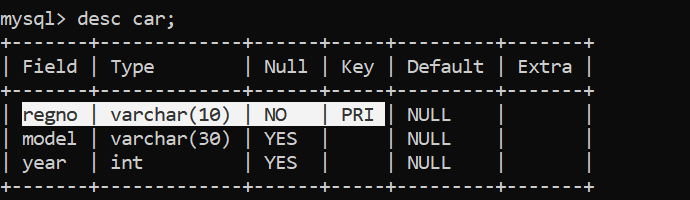 mysql> desc car;
+-------+-------------+------+-----+---------+-------+
| Field | Type        | Null | Key | Default | Extra |
+-------+-------------+------+-----+---------+-------+
| regno | varchar(10) | NO   | PRI | NULL    |       |
| model | varchar(30) | YES  |     | NULL    |       |
| year  | int         | YES  |     | NULL    |       |
+-------+-------------+------+-----+---------+-------+